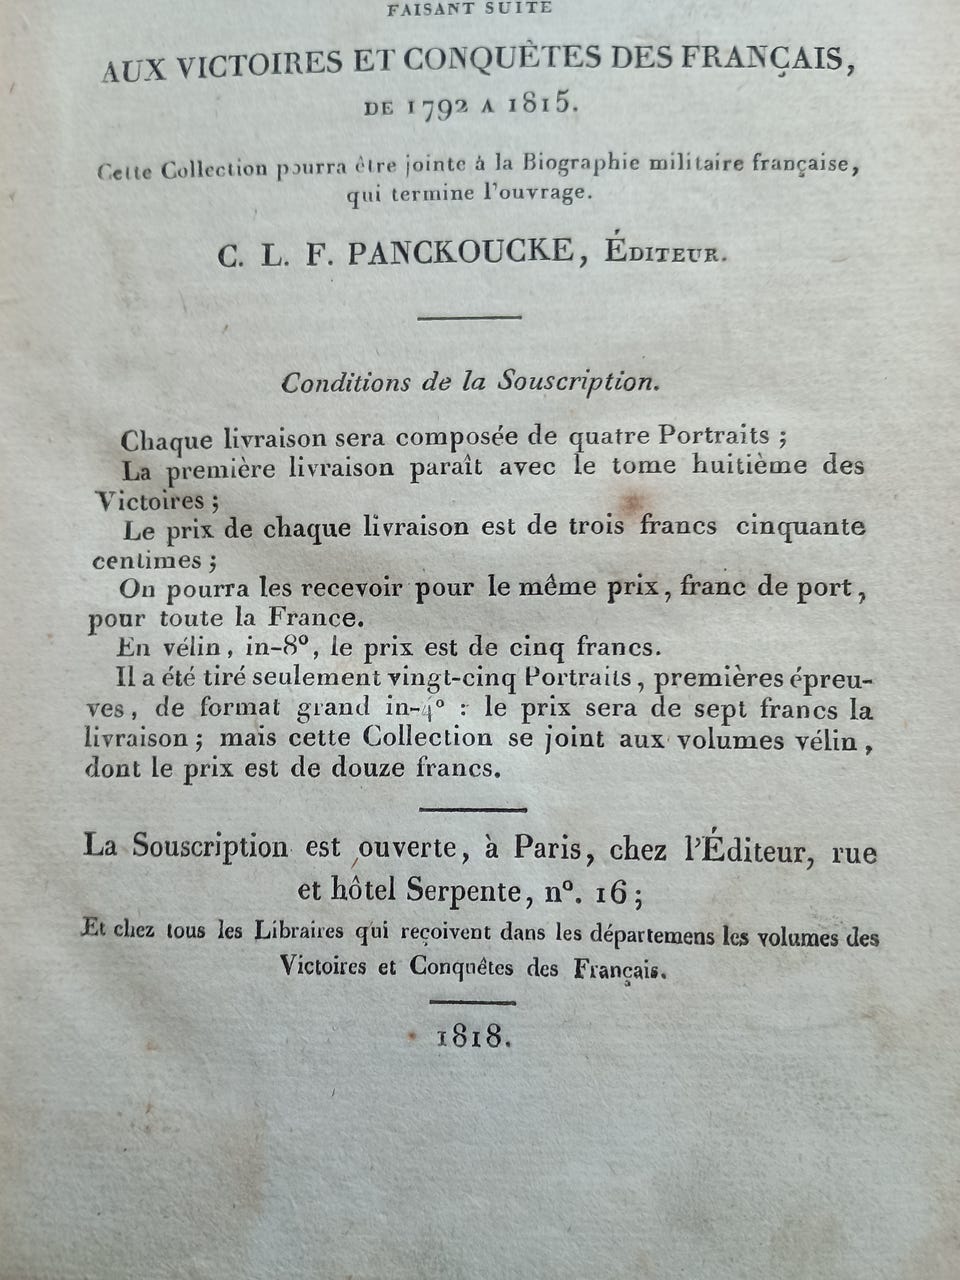 FAISANT SUITE
AUX VICTOIRES ET CONQUÊTES DES FRANÇAIS,
DE 1792 A 1815.
Cette Collection pourra être jointe à la Biographie militaire française,
qui termine l'ouvrage.
C. L. F. PANCKOUCKE, ÉDITEUR.
Conditions de la Souscription.
Chaque livraison sera composée de quatre Portraits ;
La première livraison paraît avec le tome huitième des
Victoires ;
Le prix de chaque livraison est de trois francs cinquante
centimes ;
On pourra les recevoir pour le même prix, franc de port,
pour toute la France.
En vélin, in-8º, le prix est de cinq francs.
Il a été tiré seulement vingt-cinq Portraits, premières épreu-
ves, de format grand in-4º : le prix sera de sept francs la
livraison ; mais cette Collection se joint aux volumes vélin,
dont le prix est de douze francs.
La Souscription est ouverte, à Paris, chez l'Éditeur, rue
et hôtel Serpente, nº. 16 ;
Et chez tous les Libraires qui reçoivent dans les départemens les volumes des
Victoires et Conquêtes des Français.
1818.